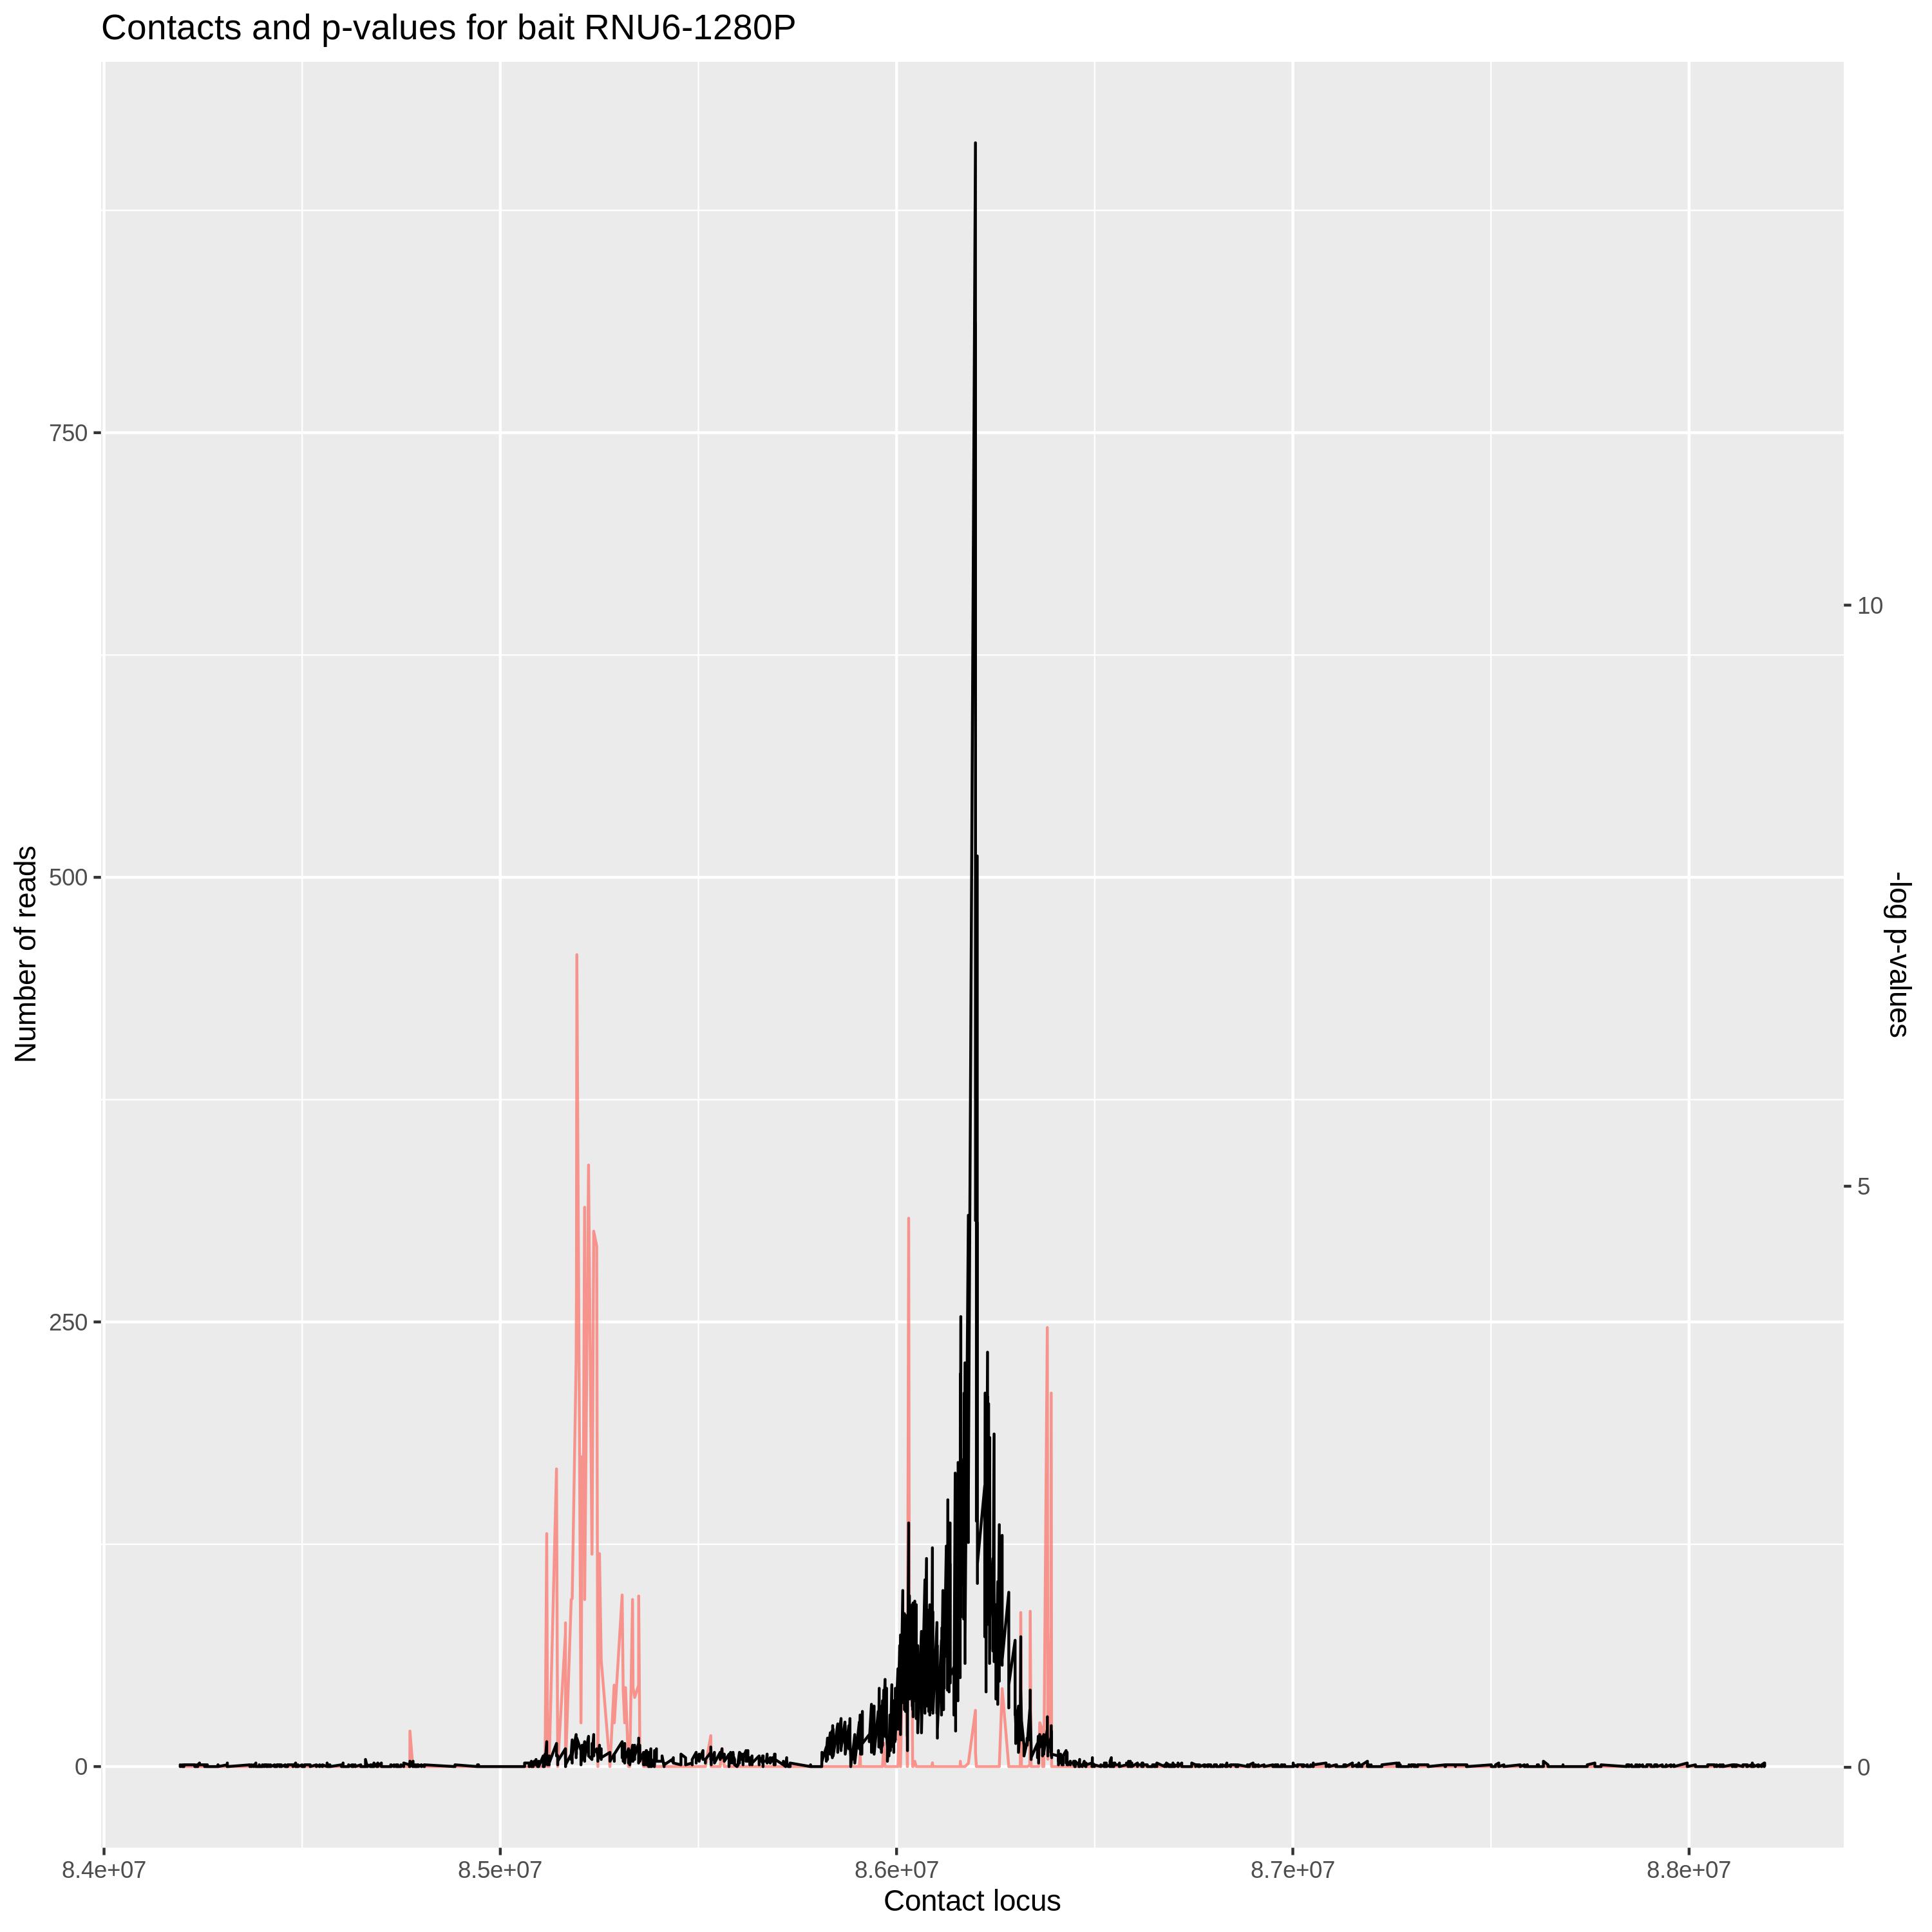 Contacts and p-values for bait RNU6-1280P
Number of reads
750
500
250
0
10
5
0
-log p-values
8.4e+07
8.5e+07
8.6e+07
8.7e+07
8.8e+07
Contact locus